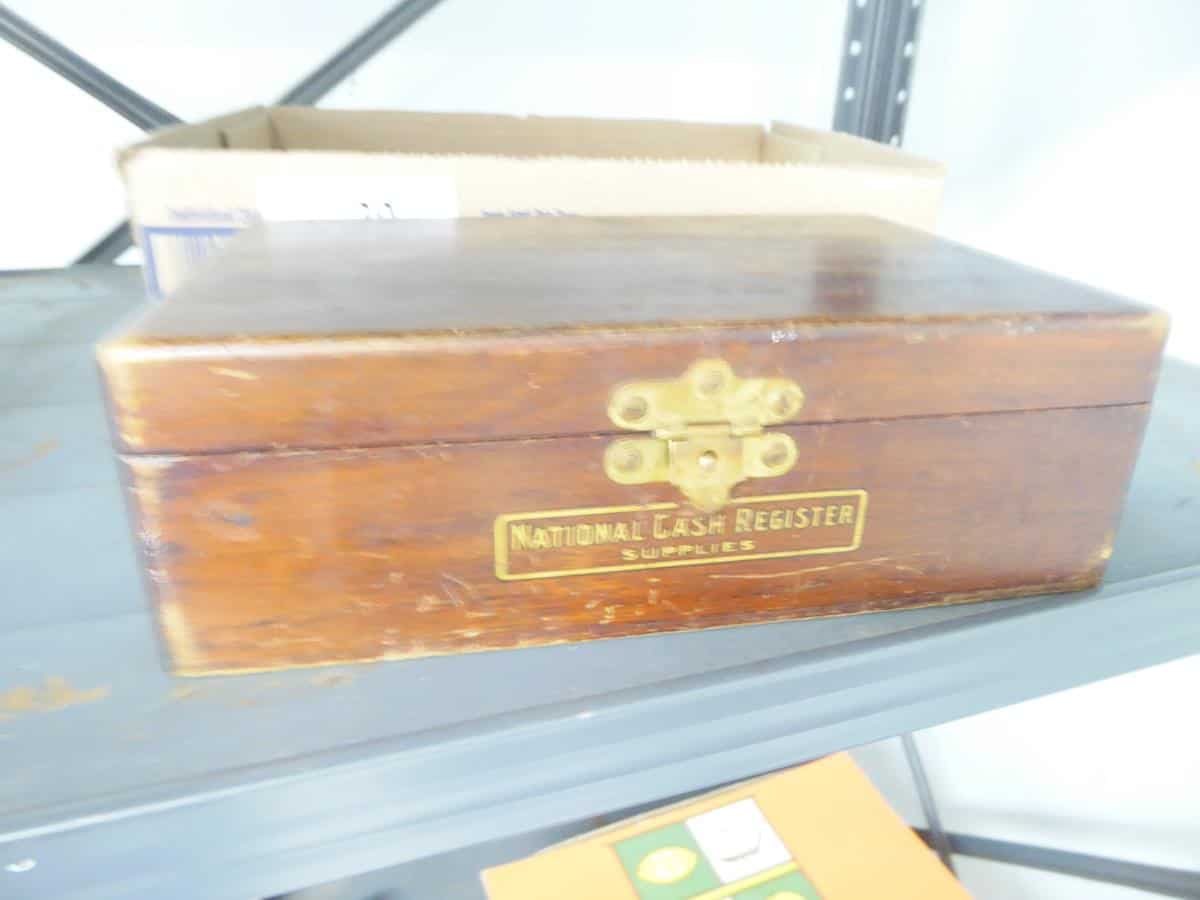 NATIONAL CASH REGISTER
SUPPLIES